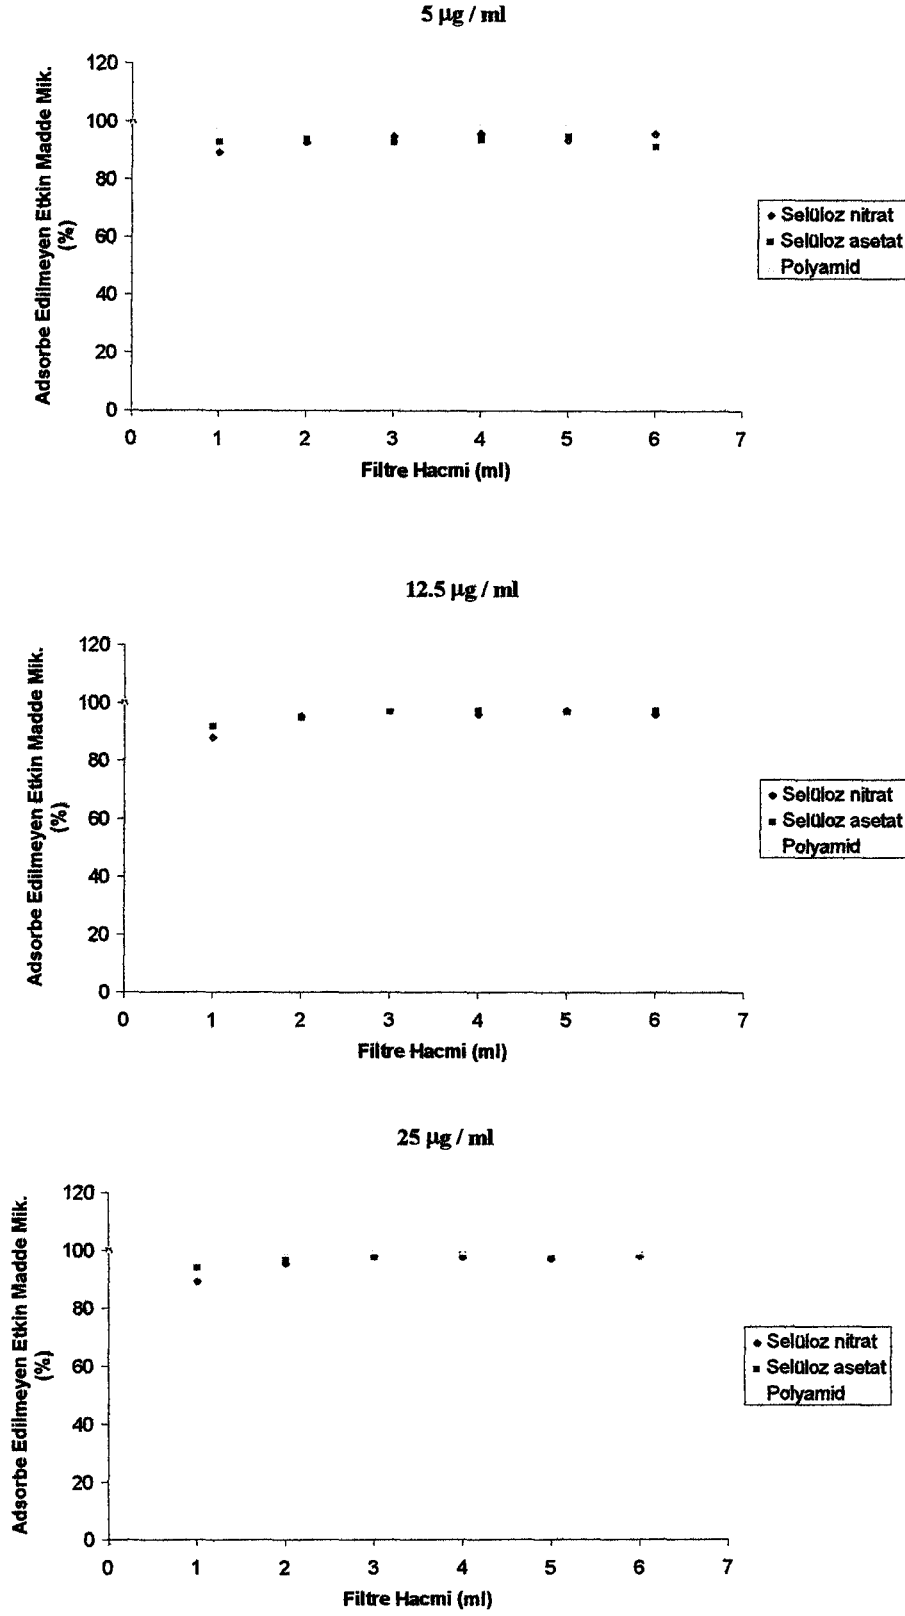 5 µg / ml
120
100
80
60
40
20
0
Adsorbe Edilmeyen Etkin Madde Mik.
(%)
0 1 2 3 4 5 6 7
Filtre Hacmi (ml)
Selüloz nitrat
Selüloz asetat
Polyamid
12.5 µg / ml
120
100
80
60
40
20
0
Adsorbe Edilmeyen Etkin Madde Mik.
(%)
0 1 2 3 4 5 6 7
Filtre Hacmi (ml)
Selüloz nitrat
Selüloz asetat
Polyamid
25 µg / ml
120
100
80
60
40
20
0
Adsorbe Edilmeyen Etkin Madde Mik.
(%)
0 1 2 3 4 5 6 7
Filtre Hacmi (ml)
Selüloz nitrat
Selüloz asetat
Polyamid